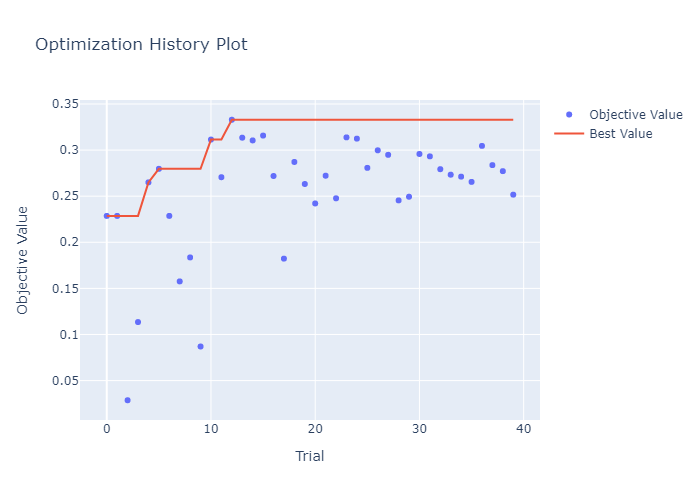 Optimization History Plot
Objective Value
Best Value
0.35
0.3
0.25
0.2
0.15
0.1
0.05
Objective Value
0
10
20
30
40
Trial